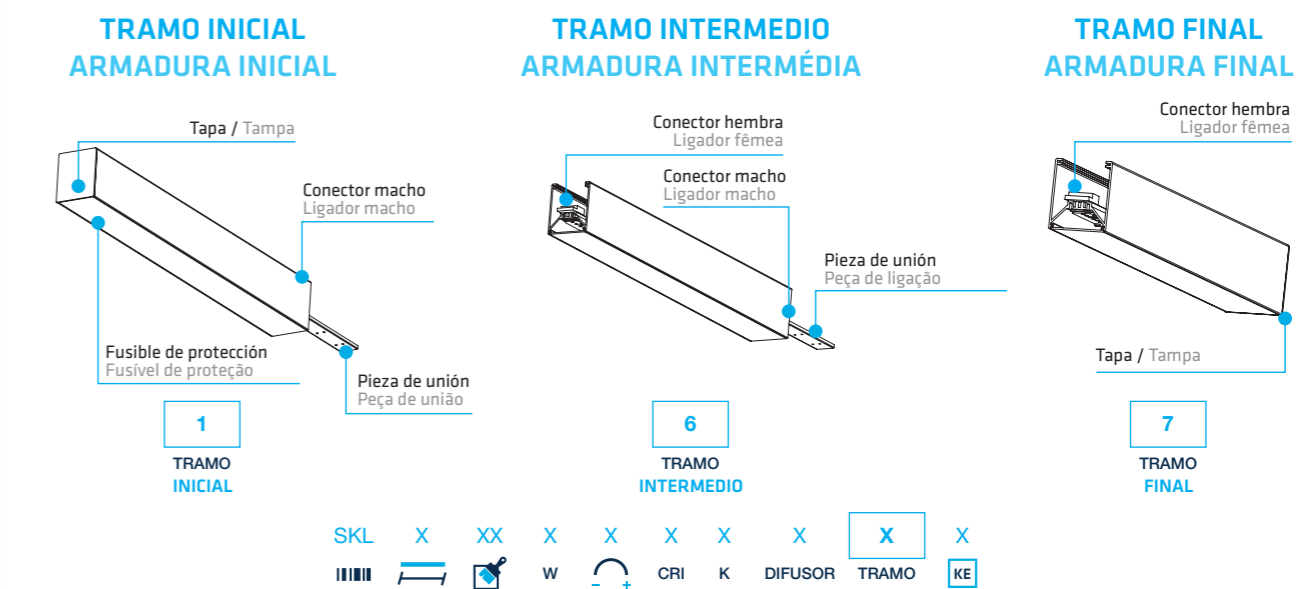 TRAMO INICIAL
ARMADURA INICIAL
Tapa / Tampa
Conector macho
Ligador macho
Fusible de protección
Fusível de proteção
Pieza de unión
Peça de união
1
TRAMO
INICIAL
TRAMO INTERMEDIO
ARMADURA INTERMÉDIA
Conector hembra
Ligador fêmea
Conector macho
Ligador macho
Pieza de unión
Peça de ligação
6
TRAMO
INTERMEDIO
TRAMO FINAL
ARMADURA FINAL
Conector hembra
Ligador fêmea
Tapa / Tampa
7
TRAMO
FINAL
SKL X XX X X X X X X X
W - + CRI K DIFUSOR TRAMO KE